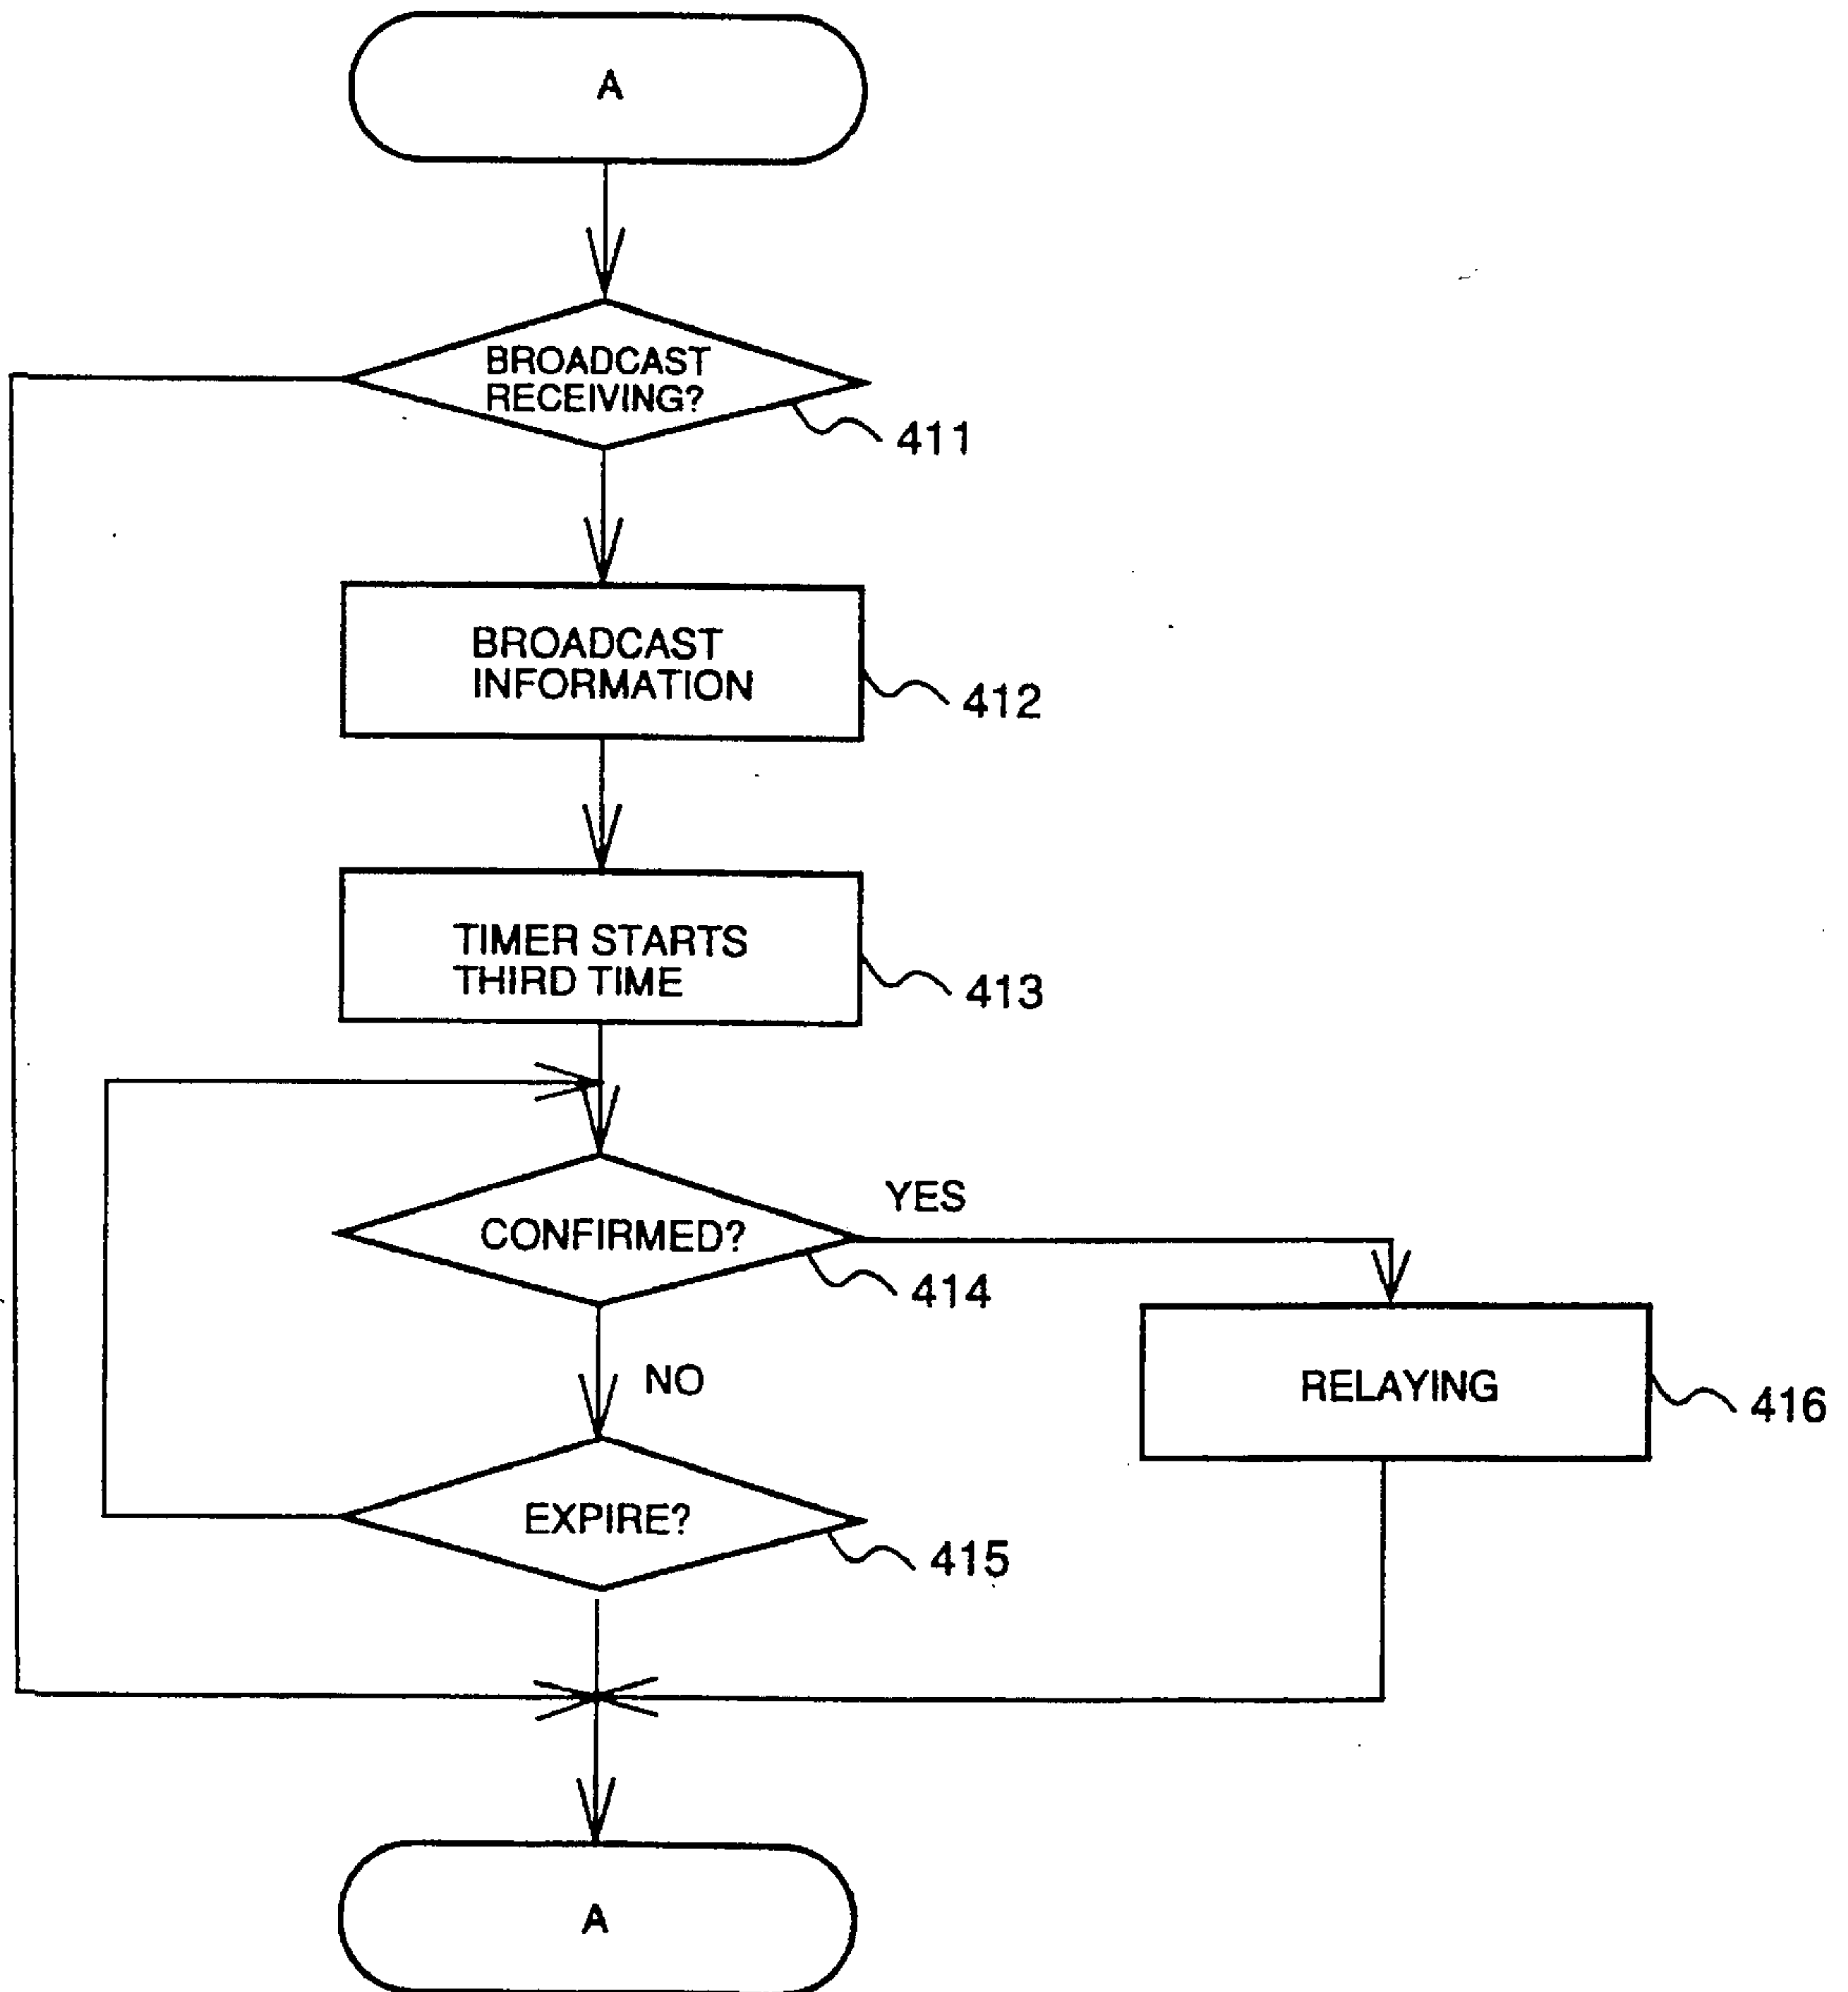 A
BROADCAST
RECEIVING?
411
BROADCAST
INFORMATION
412
TIMER STARTS
THIRD TIME
413
YES
CONFIRMED?
414
NO
RELAYING
416
EXPIRE?
415
A